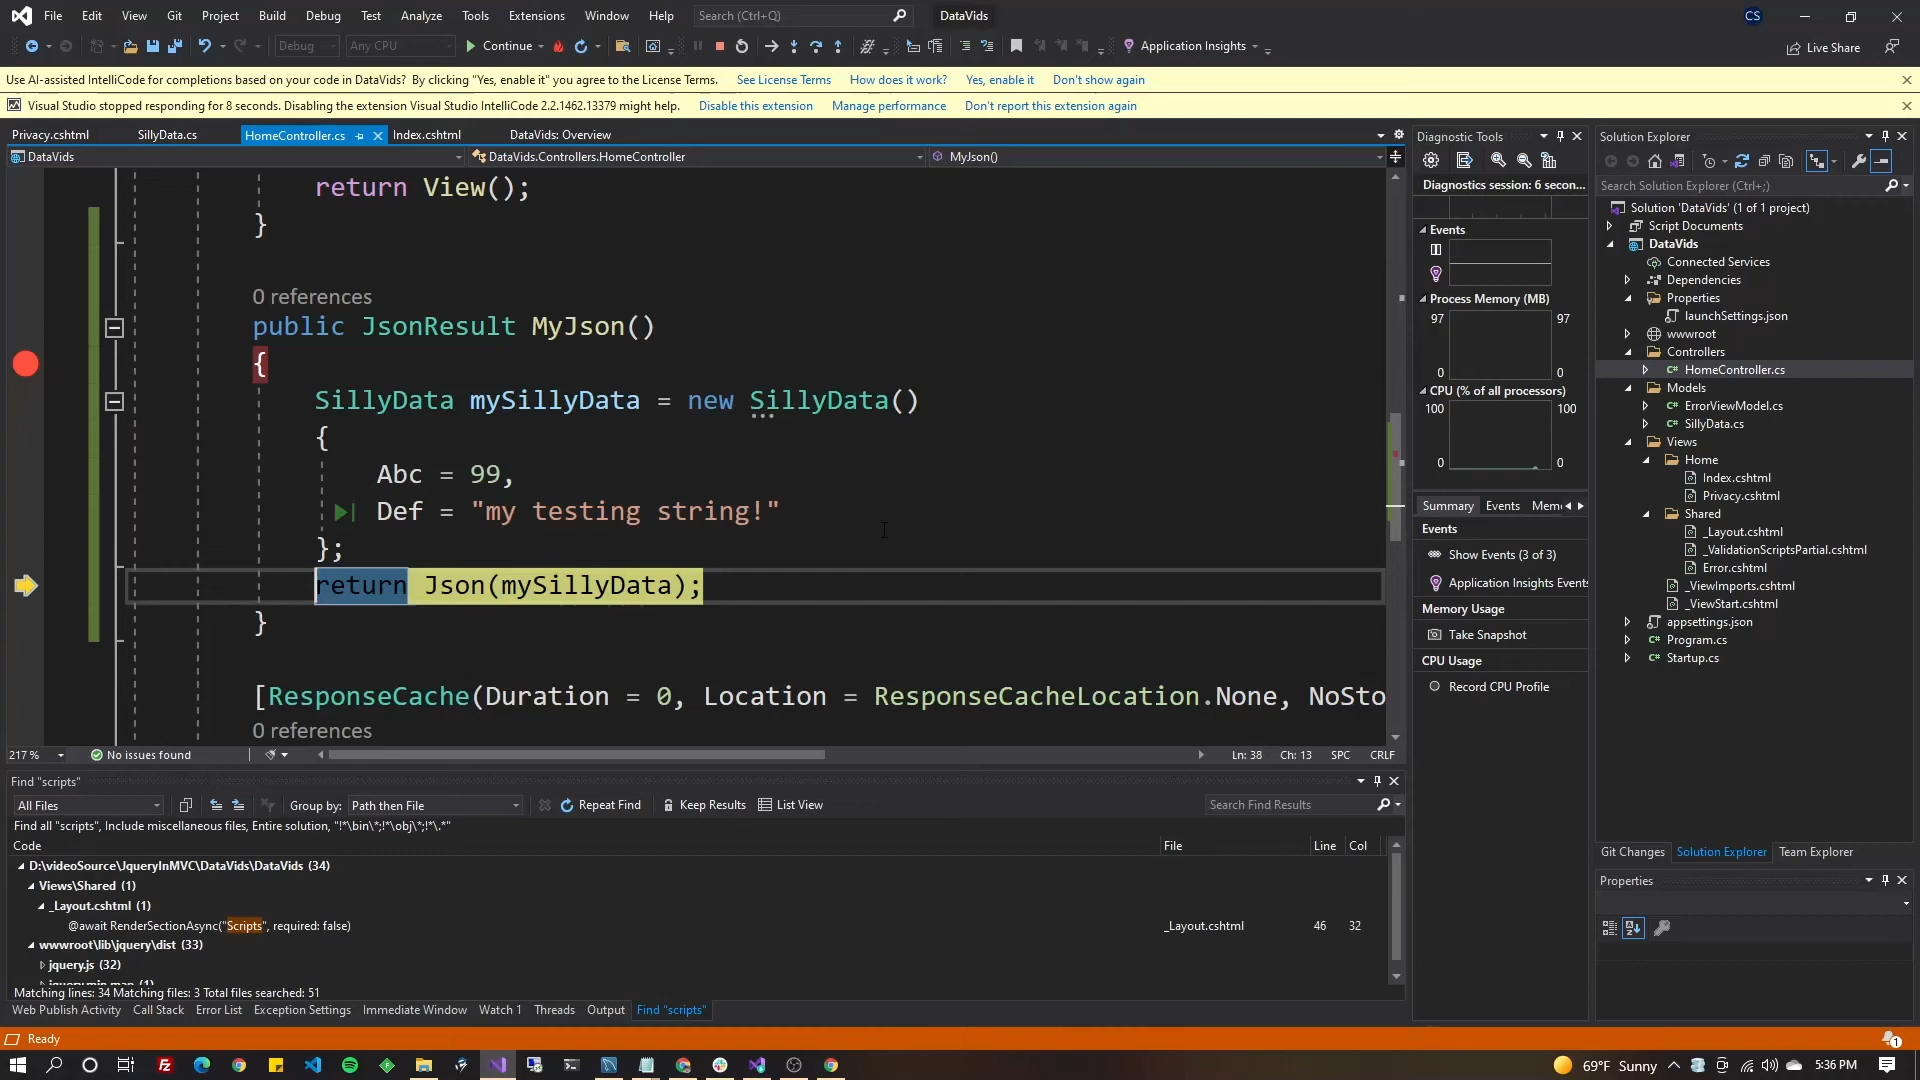 File Edit View Git Project Build Debug Test Analyze Tools Extensions Window Help Search (Ctrl+Q) DataVids CS
Debug Any CPU Continue Application Insights Live Share
Use AI-assisted IntelliCode for completions based on your code in DataVids? By clicking "Yes, enable it" you agree to the License Terms. See License Terms How does it work? Yes, enable it Don't show again
Visual Studio stopped responding for 8 seconds. Disabling the extension Visual Studio IntelliCode 2.2.1462.13379 might help. Disable this extension Manage performance Don't report this extension again
Privacy.cshtml SillyData.cs HomeController.cs Index.cshtml DataVids: Overview
DataVids DataVids.Controllers.HomeController MyJson()
return View();
}
0 references
public JsonResult MyJson()
{
SillyData mySillyData = new SillyData()
{
Abc = 99,
Def = "my testing string!"
};
return Json(mySillyData);
}
[ResponseCache(Duration = 0, Location = ResponseCacheLocation.None, NoSto
0 references
217 % No issues found Ln: 38 Ch: 13 SPC CRLF
Find "scripts"
All Files Group by: Path then File Repeat Find Keep Results List View Search Find Results
Find all "scripts", Include miscellaneous files, Entire solution, "!*\bin\*;!*\obj\*;!*\.*"
Code File Line Col
D:\videoSource\JqueryInMVC\DataVids\DataVids (34)
Views\Shared (1)
_Layout.cshtml (1)
@await RenderSectionAsync("Scripts", required: false) _Layout.cshtml 46 32
wwwroot\lib\jquery\dist (33)
jquery.js (32)
jquery.min.map (1)
Matching lines: 34 Matching files: 3 Total files searched: 51
Web Publish Activity Call Stack Error List Exception Settings Immediate Window Watch 1 Threads Output Find "scripts"
Diagnostic Tools
Diagnostics session: 6 secon...
Events
Process Memory (MB)
97 97
0 0
CPU (% of all processors)
100 100
0 0
Summary Events Mem
Events
Show Events (3 of 3)
Application Insights Events
Memory Usage
Take Snapshot
CPU Usage
Record CPU Profile
Solution Explorer
Search Solution Explorer (Ctrl+;)
Solution 'DataVids' (1 of 1 project)
Script Documents
DataVids
Connected Services
Dependencies
Properties
launchSettings.json
wwwroot
Controllers
HomeController.cs
Models
ErrorViewModel.cs
SillyData.cs
Views
Home
Index.cshtml
Privacy.cshtml
Shared
_Layout.cshtml
_ValidationScriptsPartial.cshtml
Error.cshtml
_ViewImports.cshtml
_ViewStart.cshtml
appsettings.json
Program.cs
Startup.cs
Git Changes Solution Explorer Team Explorer
Properties
Ready 1
69°F Sunny 5:36 PM